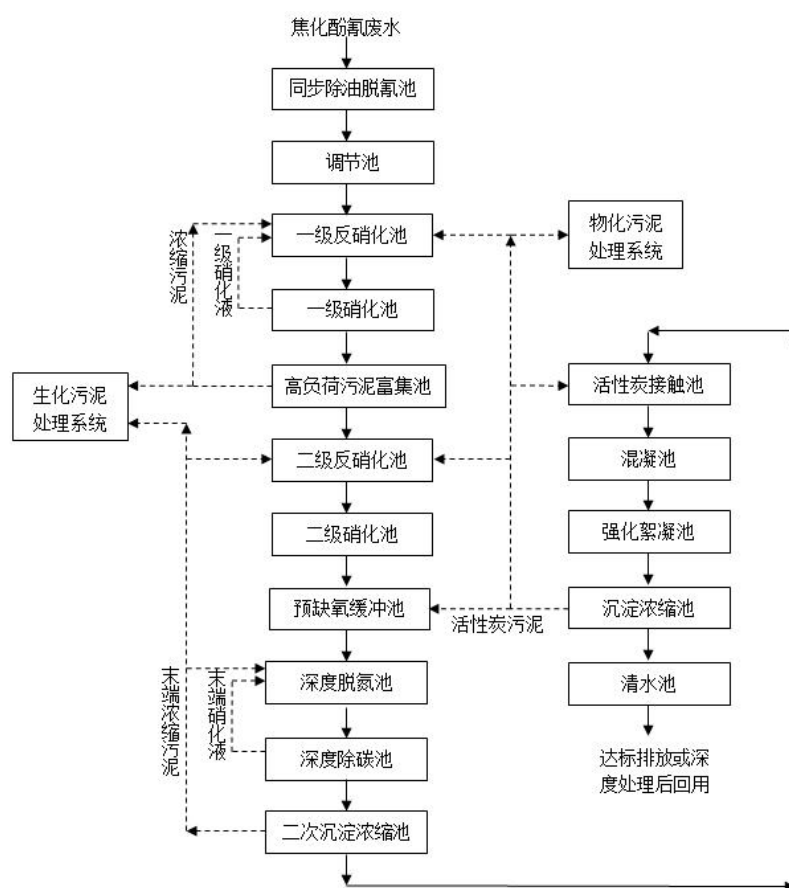 焦化酚氰废水
同步除油脱氰池
调节池
一级反硝化池
物化污泥
处理系统
浓缩污泥
一级硝化液
一级硝化池
高负荷污泥富集池
生化污泥
处理系统
活性炭接触池
二级反硝化池
混凝池
二级硝化池
强化絮凝池
预缺氧缓冲池
活性炭污泥
沉淀浓缩池
末端浓缩污泥
末端硝化液
深度脱氮池
清水池
深度除碳池
达标排放或深
度处理后回用
二次沉淀浓缩池